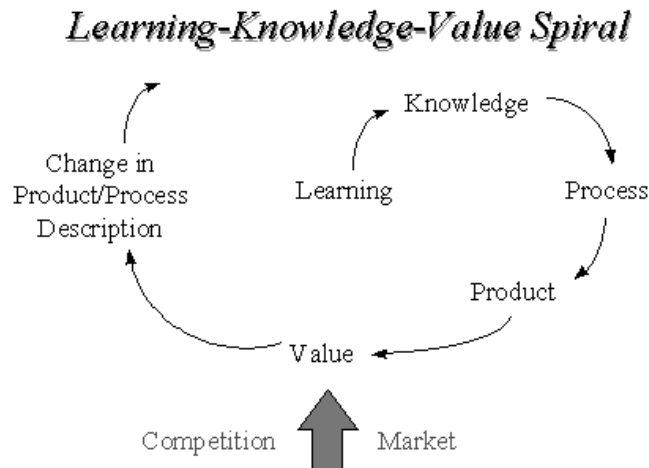 Learning-Knowledge-Value Spiral
Knowledge
Change in
Product/Process
Description
Learning
Process
Product
Value
Competition
Market